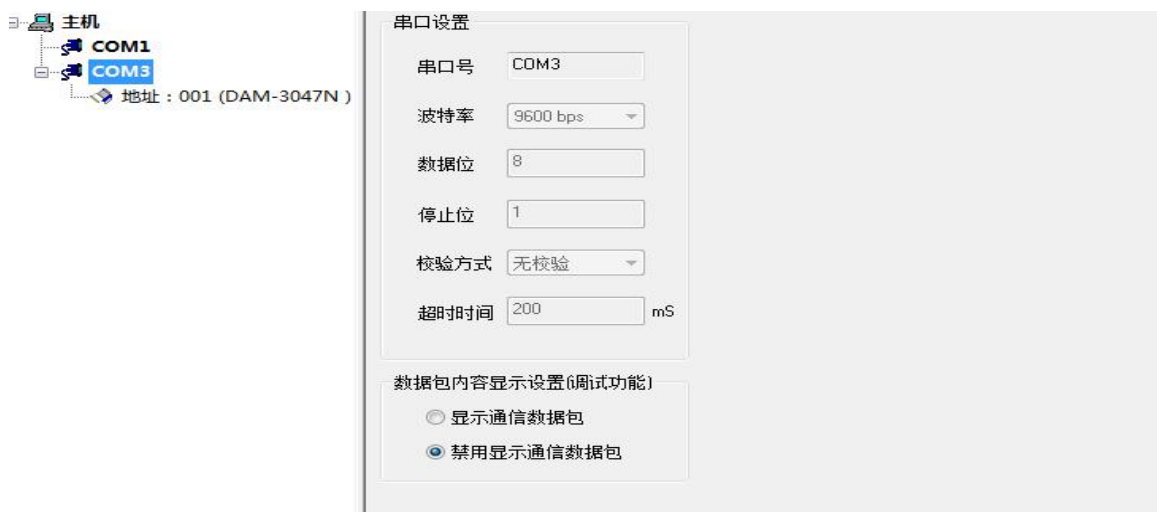 主机
COM1
COM3
地址：001 (DAM-3047N )
串口设置
串口号 COM3
波特率 9600 bps
数据位 8
停止位 1
校验方式 无校验
超时时间 200 mS
数据包内容显示设置(调试功能)
显示通信数据包
禁用显示通信数据包